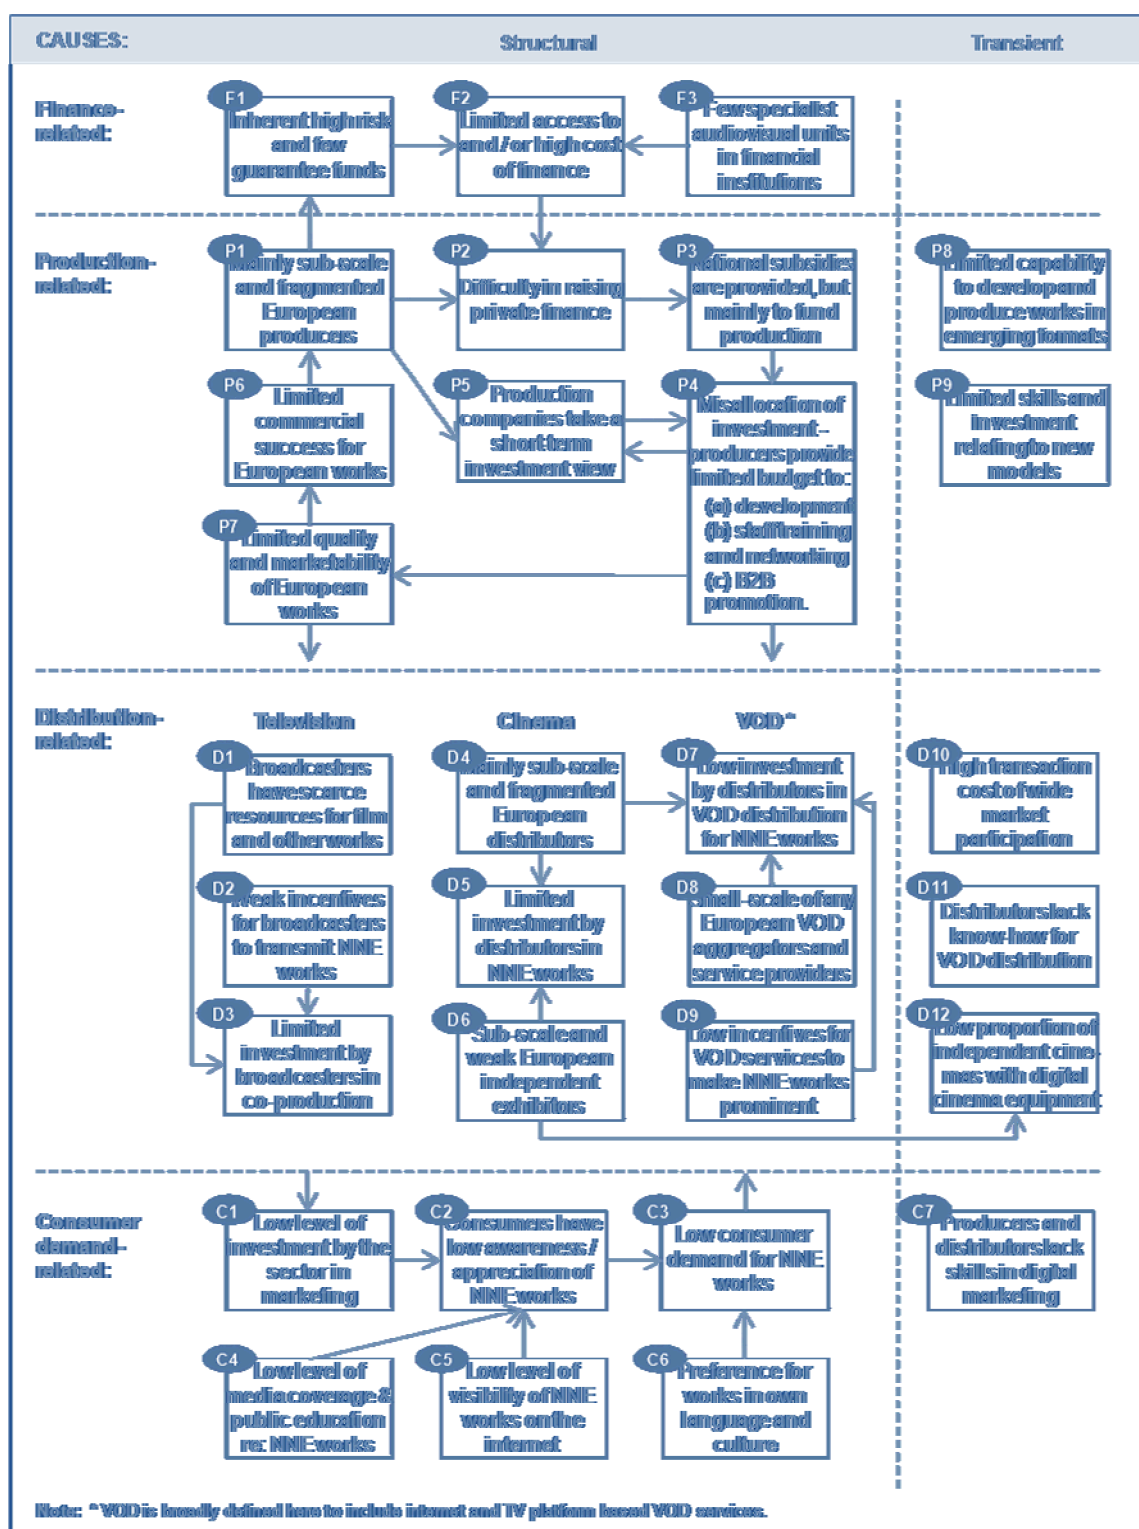 CAUSES:
Structural
Transient
Finance-
related:
F1
Inherent high risk
and few
guarantee funds
F2
Limited access to
and / or high cost
of finance
F3
Few specialist
audiovisual units
in financial
institutions
Production-
related:
P1
Mainly sub-scale
and fragmented
European
producers
P2
Difficulty in raising
private finance
P3
National subsidies
are provided, but
mainly to fund
production
P8
Limited capability
to develop and
produce works in
emerging formats
P6
Limited
commercial
success for
European works
P5
Production
companies take a
short-term
investment view
P4
Misallocation of
investment –
producers provide
limited budget to:
(a) development
(b) staff training
and networking
(c) B2B
promotion.
P9
Limited skills and
investment
relating to new
models
P7
Limited quality
and marketability
of European
works
Distribution-
related:
Television
Cinema
VOD *
D1
Broadcasters
have scarce
resources for film
and other works
D4
Mainly sub-scale
and fragmented
European
distributors
D7
Low investment
by distributors in
VOD distribution
for NNE works
D10
High transaction
cost of wide
market
participation
D2
Weak incentives
for broadcasters
to transmit NNE
works
D5
Limited
investment by
distributors in
NNE works
D8
Small-scale of any
European VOD
aggregators and
service providers
D11
Distributors lack
know-how for
VOD distribution
D3
Limited
investment by
broadcasters in
co-production
D6
Sub-scale and
weak European
independent
exhibitors
D9
Low incentives for
VOD services to
make NNE works
prominent
D12
Low proportion of
independent cine-
mas with digital
cinema equipment
Consumer
demand-
related:
C1
Low level of
investment by the
sector in
marketing
C2
Consumers have
low awareness /
appreciation of
NNE works
C3
Low consumer
demand for NNE
works
C7
Producers and
distributors lack
skills in digital
marketing
C4
Low level of
media coverage &
public education
re: NNE works
C5
Low level of
visibility of NNE
works on the
internet
C6
Preference for
works in own
language and
culture
Note: * VOD is broadly defined here to include internet and TV platform based VOD services.